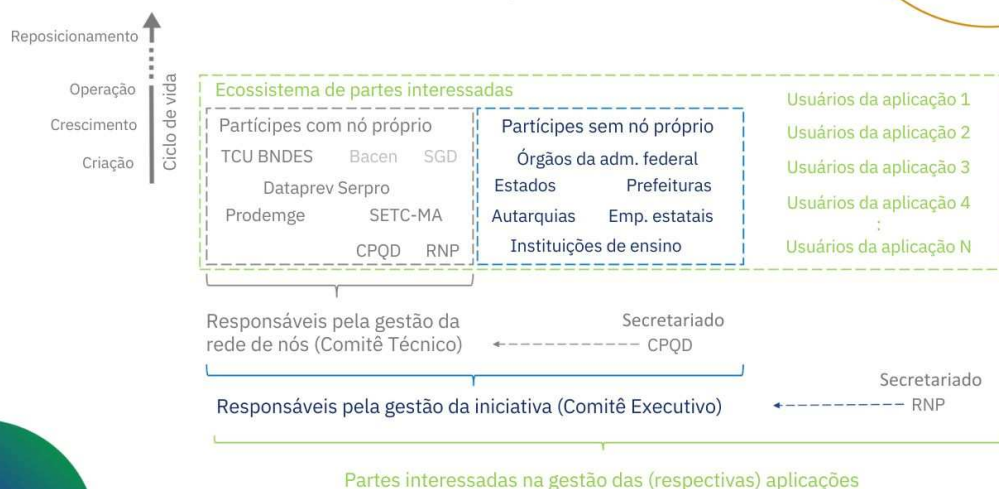 Reposicionamento
Operação
Crescimento
Criação
Ciclo de vida
Ecossistema de partes interessadas
Partícipes com nó próprio
TCU BNDES Bacen SGD
Dataprev Serpro
Prodemge SETC-MA
CPQD RNP
Partícipes sem nó próprio
Órgãos da adm. federal
Estados Prefeituras
Autarquias Emp. estatais
Instituições de ensino
Usuários da aplicação 1
Usuários da aplicação 2
Usuários da aplicação 3
Usuários da aplicação 4
:
Usuários da aplicação N
Responsáveis pela gestão da
rede de nós (Comitê Técnico)
Secretariado
CPQD
Responsáveis pela gestão da iniciativa (Comitê Executivo)
Secretariado
RNP
Partes interessadas na gestão das (respectivas) aplicações